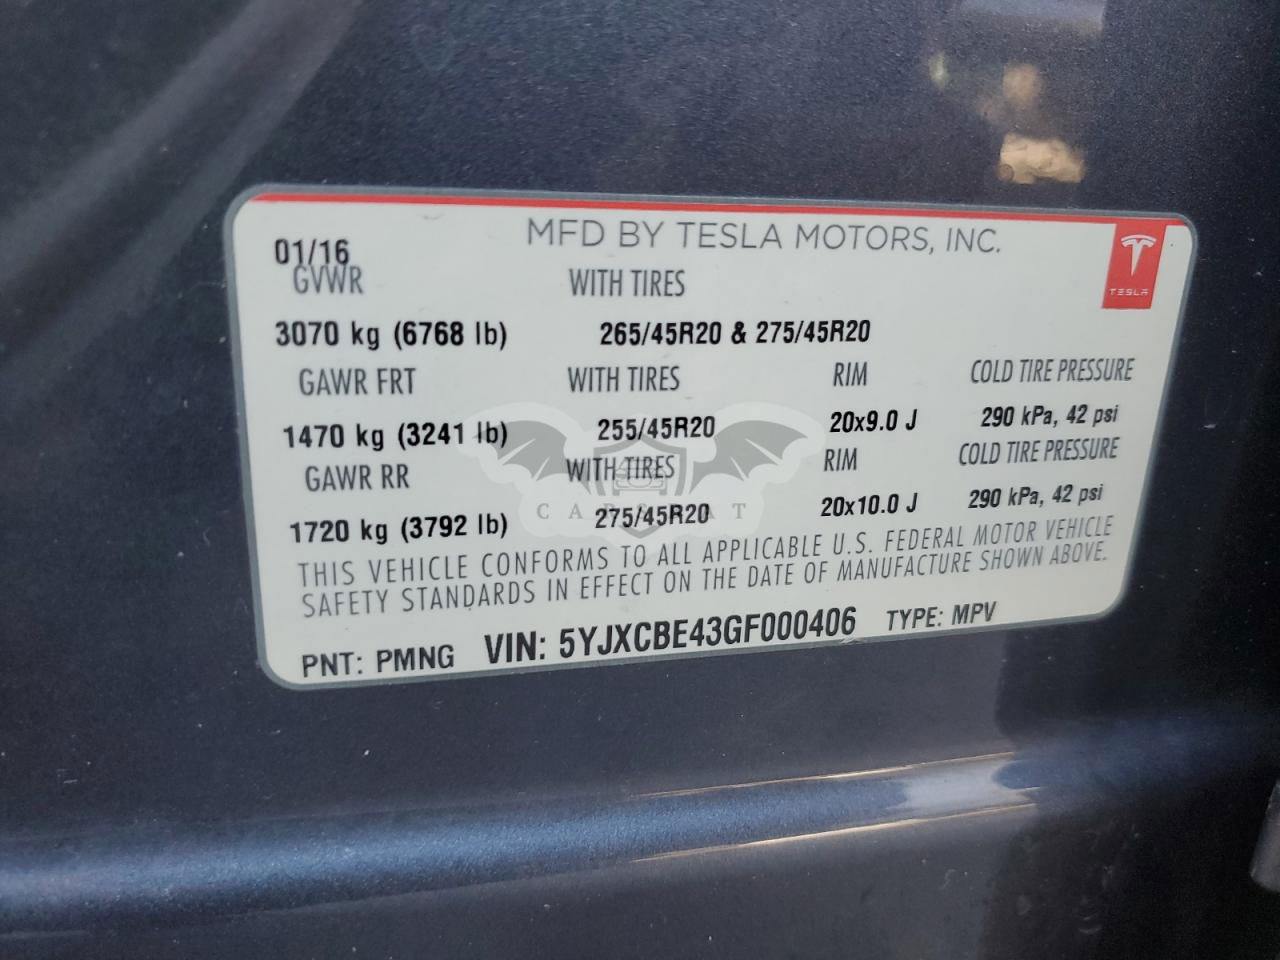 MFD BY TESLA MOTORS, INC.
01/16
TESLA
GVWR WITH TIRES
3070 kg (6768 lb) 265/45R20 & 275/45R20
GAWR FRT WITH TIRES RIM COLD TIRE PRESSURE
1470 kg (3241 lb) 255/45R20 20x9.0 J 290 kPa, 42 psi
GAWR RR WITH TIRES RIM COLD TIRE PRESSURE
1720 kg (3792 lb) 275/45R20 20x10.0 J 290 kPa, 42 psi
THIS VEHICLE CONFORMS TO ALL APPLICABLE U.S. FEDERAL MOTOR VEHICLE
SAFETY STANDARDS IN EFFECT ON THE DATE OF MANUFACTURE SHOWN ABOVE.
PNT: PMNG VIN: 5YJXCBE43GF000406 TYPE: MPV